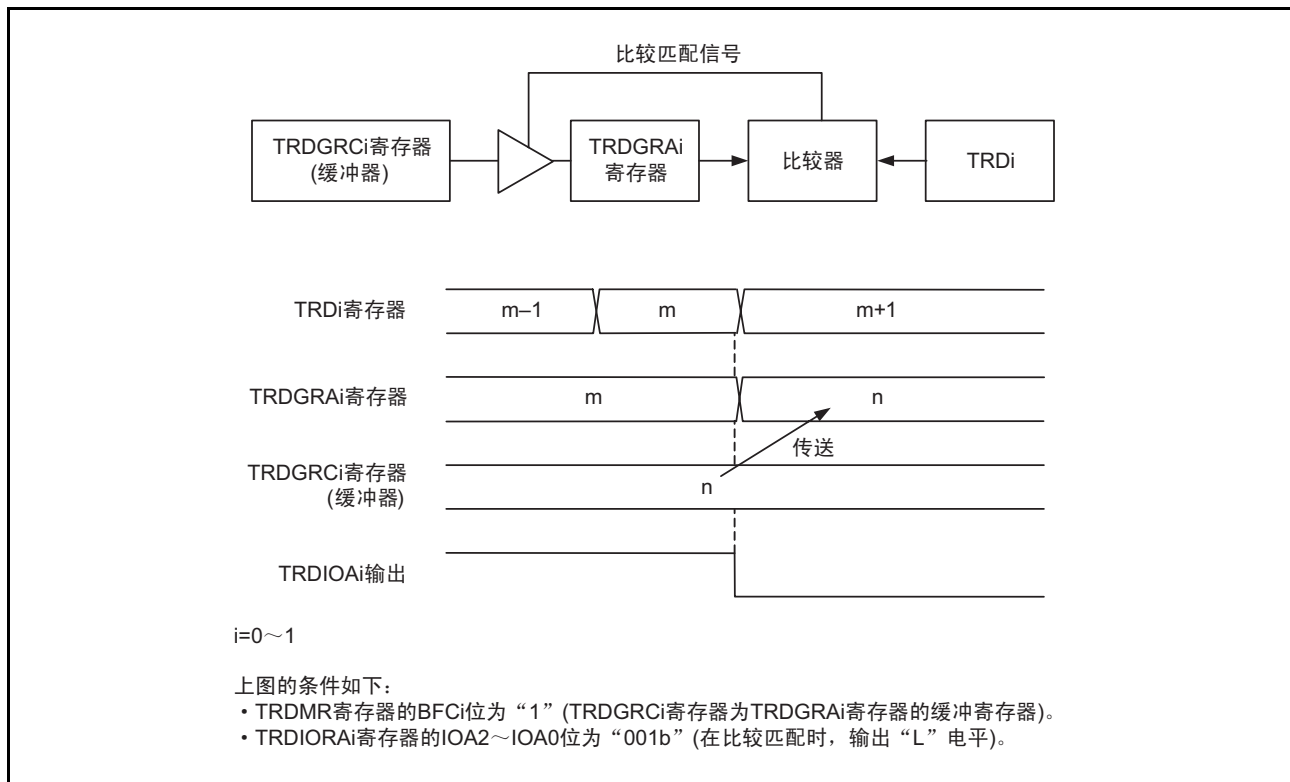 比较匹配信号
TRDGRCi寄存器
(缓冲器)
TRDGRAi
寄存器
比较器
TRDi
TRDi寄存器
m–1
m
m+1
TRDGRAi寄存器
m
n
传送
TRDGRCi寄存器
(缓冲器)
n
TRDIOAi输出
i=0～1
上图的条件如下：
・TRDMR寄存器的BFCi位为“1” (TRDGRCi寄存器为TRDGRAi寄存器的缓冲寄存器)。
・TRDIORAi寄存器的IOA2～IOA0位为“001b” (在比较匹配时，输出“L”电平)。